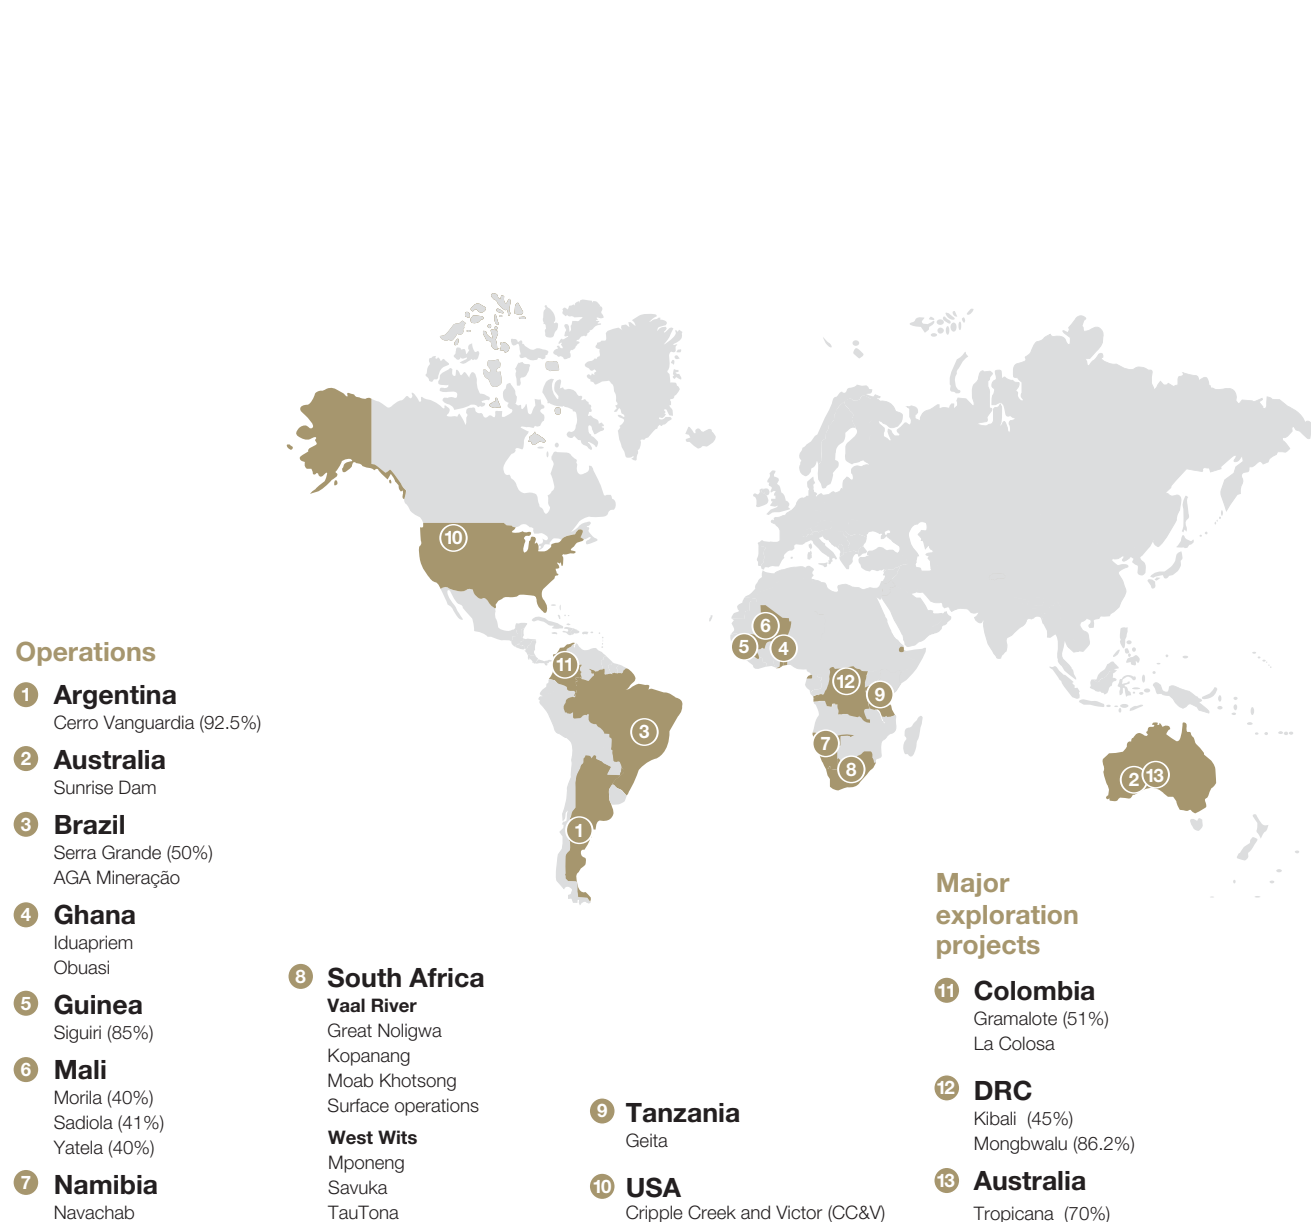 10
11
3
1
6
5
4
12
9
7
8
2
13
Operations
1 Argentina
Cerro Vanguardia (92.5%)
2 Australia
Sunrise Dam
3 Brazil
Serra Grande (50%)
AGA Mineração
4 Ghana
Iduapriem
Obuasi
5 Guinea
Siguiri (85%)
6 Mali
Morila (40%)
Sadiola (41%)
Yatela (40%)
7 Namibia
Navachab
8 South Africa
Vaal River
Great Noligwa
Kopanang
Moab Khotsong
Surface operations
West Wits
Mponeng
Savuka
TauTona
9 Tanzania
Geita
10 USA
Cripple Creek and Victor (CC&V)
Major
exploration
projects
11 Colombia
Gramalote (51%)
La Colosa
12 DRC
Kibali (45%)
Mongbwalu (86.2%)
13 Australia
Tropicana (70%)